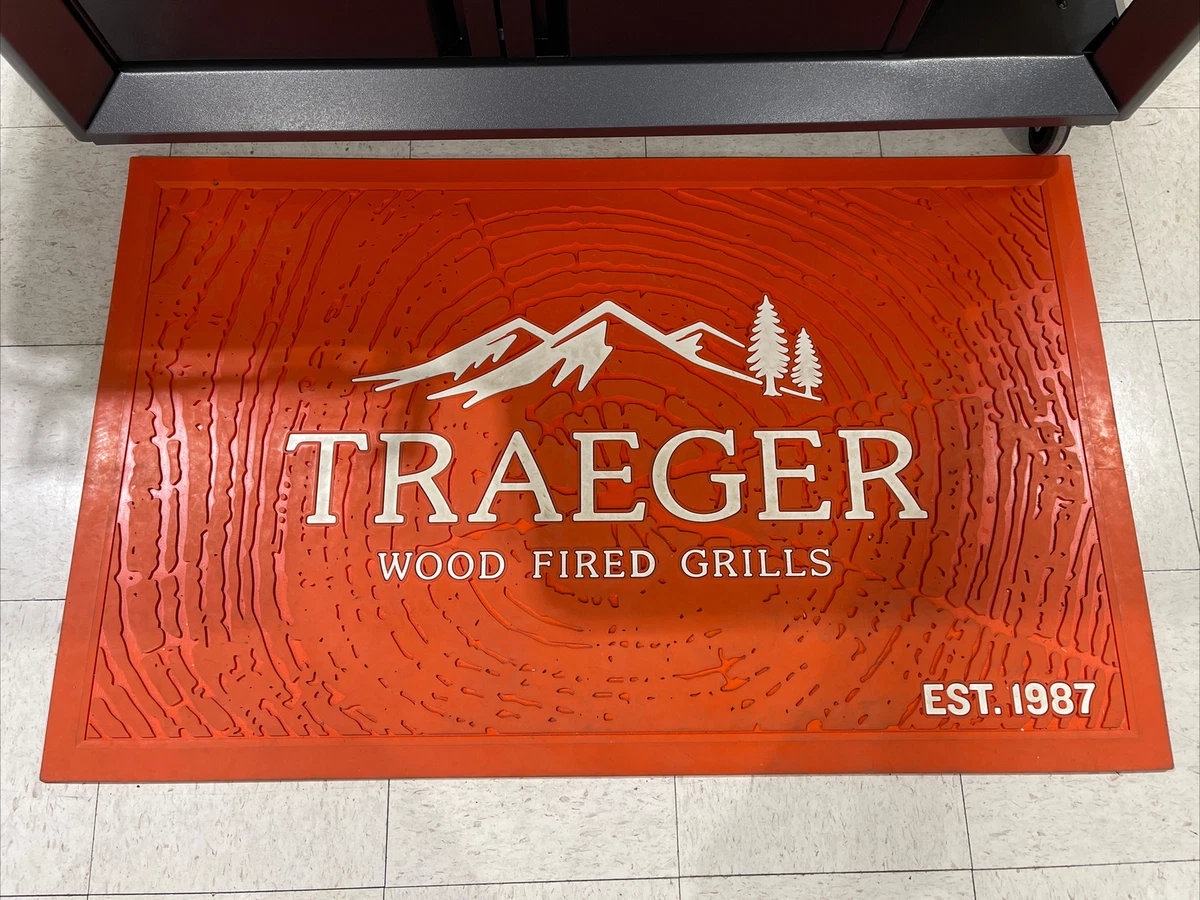 TRAEGER
WOOD FIRED GRILLS
EST. 1987